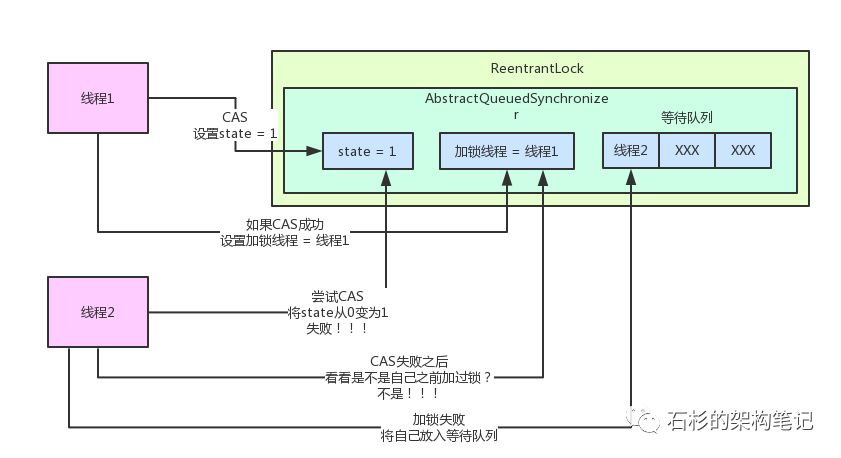 ReentrantLock
线程1
AbstractQueuedSynchronize
r
CAS
设置state = 1
等待队列
state = 1
加锁线程 = 线程1
线程2
XXX
XXX
如果CAS成功
设置加锁线程 = 线程1
线程2
尝试CAS
将state从0变为1
失败！！！
CAS失败之后
看看是不是自己之前加过锁？
不是！！！
加锁失败
将自己放入等待队列
石杉的架构笔记